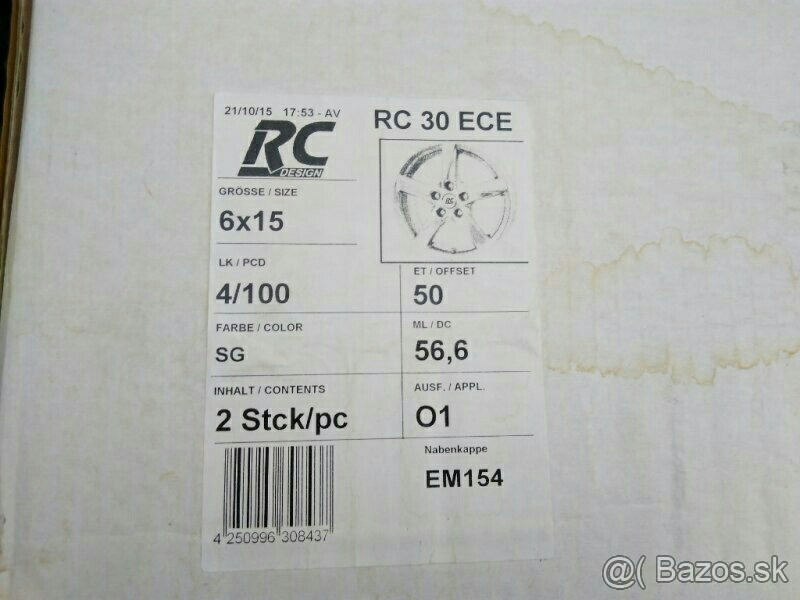 21/10/15 17:53 - AV
RC 30 ECE
RC
DESIGN
GRÖSSE / SIZE
6x15
LK / PCD
4/100
ET / OFFSET
50
FARBE / COLOR
SG
ML / DC
56,6
INHALT / CONTENTS
2 Stck/pc
AUSF. / APPL.
O1
Nabenkappe
EM154
4 250996 308437
@( Bazos.sk